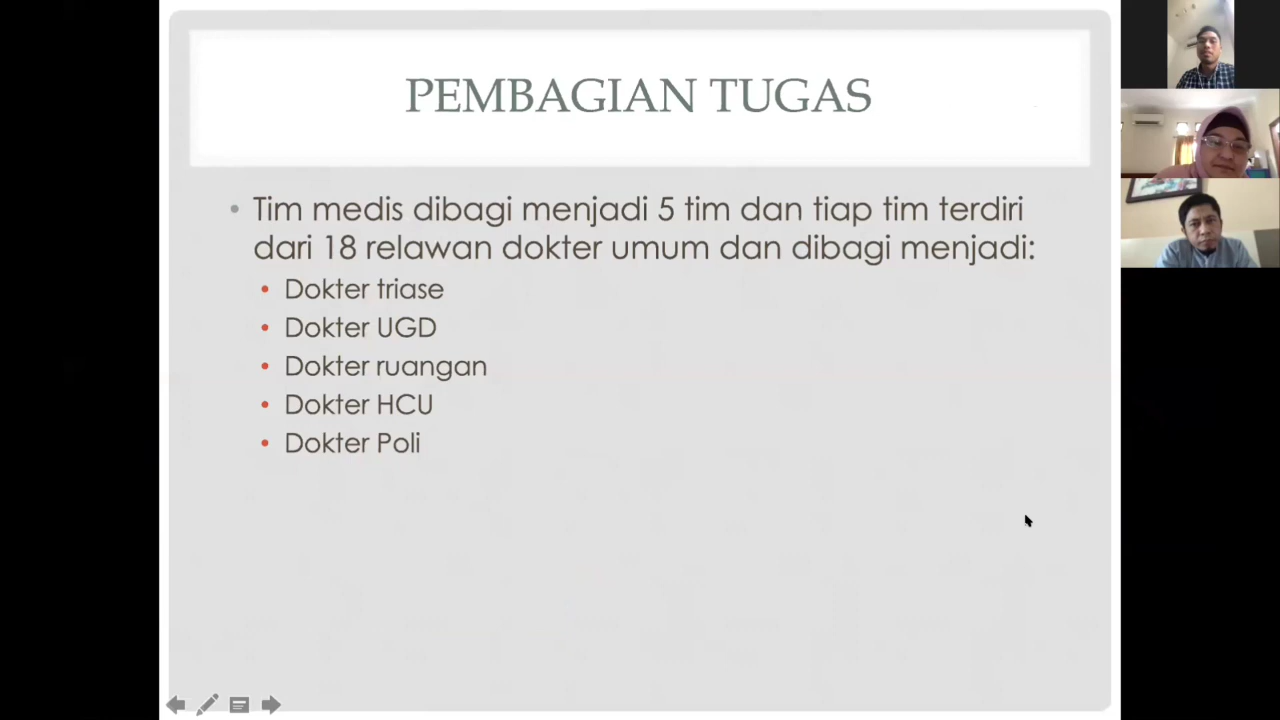 PEMBAGIAN TUGAS
• Tim medis dibagi menjadi 5 tim dan tiap tim terdiri
dari 18 relawan dokter umum dan dibagi menjadi:
• Dokter triase
• Dokter UGD
• Dokter ruangan
• Dokter HCU
• Dokter Poli